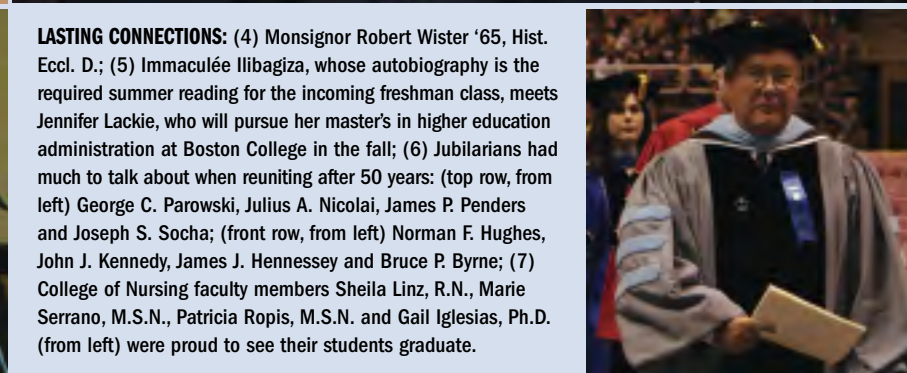 LASTING CONNECTIONS: (4) Monsignor Robert Wister ‘65, Hist.
Eccl. D.; (5) Immaculée Ilibagiza, whose autobiography is the
required summer reading for the incoming freshman class, meets
Jennifer Lackie, who will pursue her master's in higher education
administration at Boston College in the fall; (6) Jubilarians had
much to talk about when reuniting after 50 years: (top row, from
left) George C. Parowski, Julius A. Nicolai, James P. Penders
and Joseph S. Socha; (front row, from left) Norman F. Hughes,
John J. Kennedy, James J. Hennessey and Bruce P. Byrne; (7)
College of Nursing faculty members Sheila Linz, R.N., Marie
Serrano, M.S.N., Patricia Ropis, M.S.N. and Gail Iglesias, Ph.D.
(from left) were proud to see their students graduate.